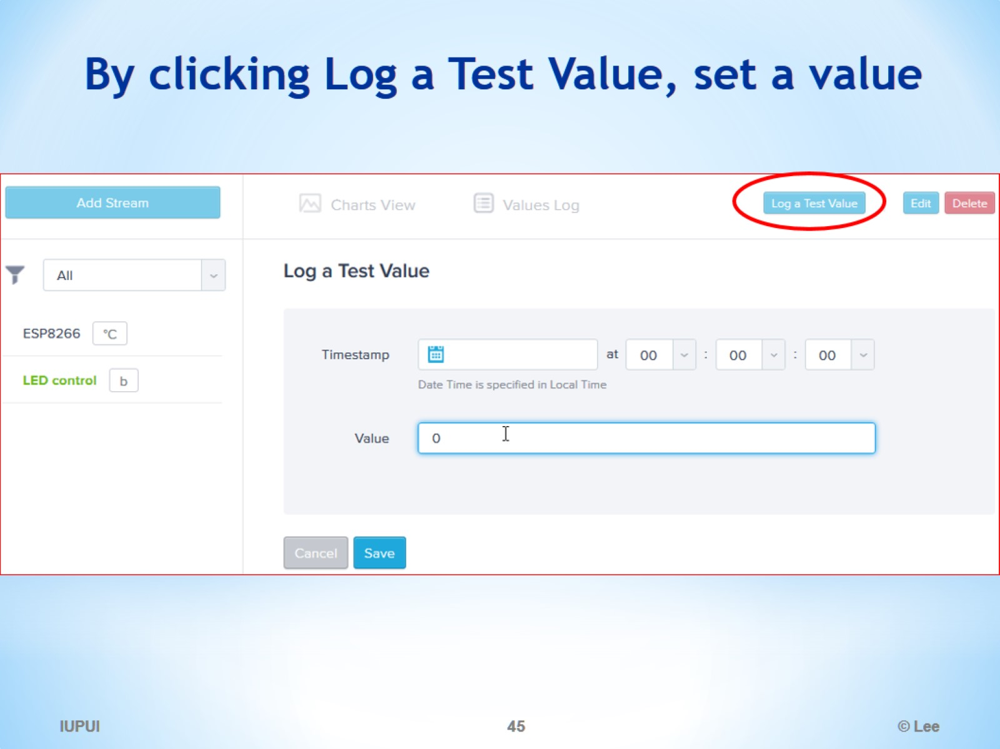 By clicking Log a Test Value, set a value
Add Stream
Charts View
Values Log
Log a Test Value
Edit
Delete
All
ESP8266 °C
LED control b
Log a Test Value
Timestamp at 00 : 00 : 00
Date Time is specified in Local Time
Value 0
Cancel
Save
IUPUI
45
© Lee